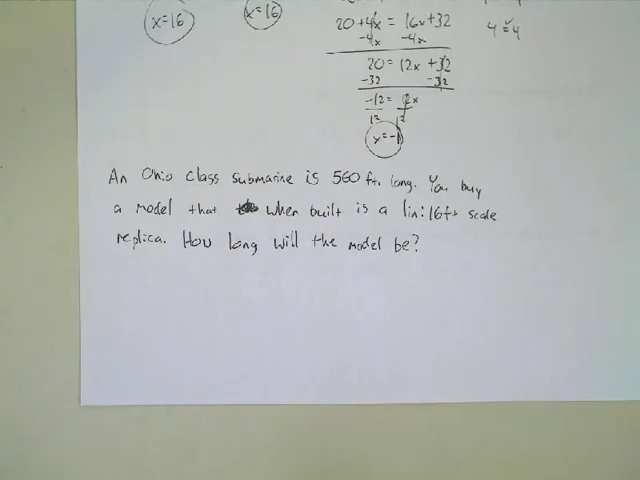 x=16
x=16
20+4x = 16x+32
4 = 4
-4x -4x
20 = 12x +32
-32 -32
-12 = 12x
12 12
x=-1
An Ohio class submarine is 560 ft. long. You buy
a model that when built is a 1in:16ft scale
replica. How long will the model be?